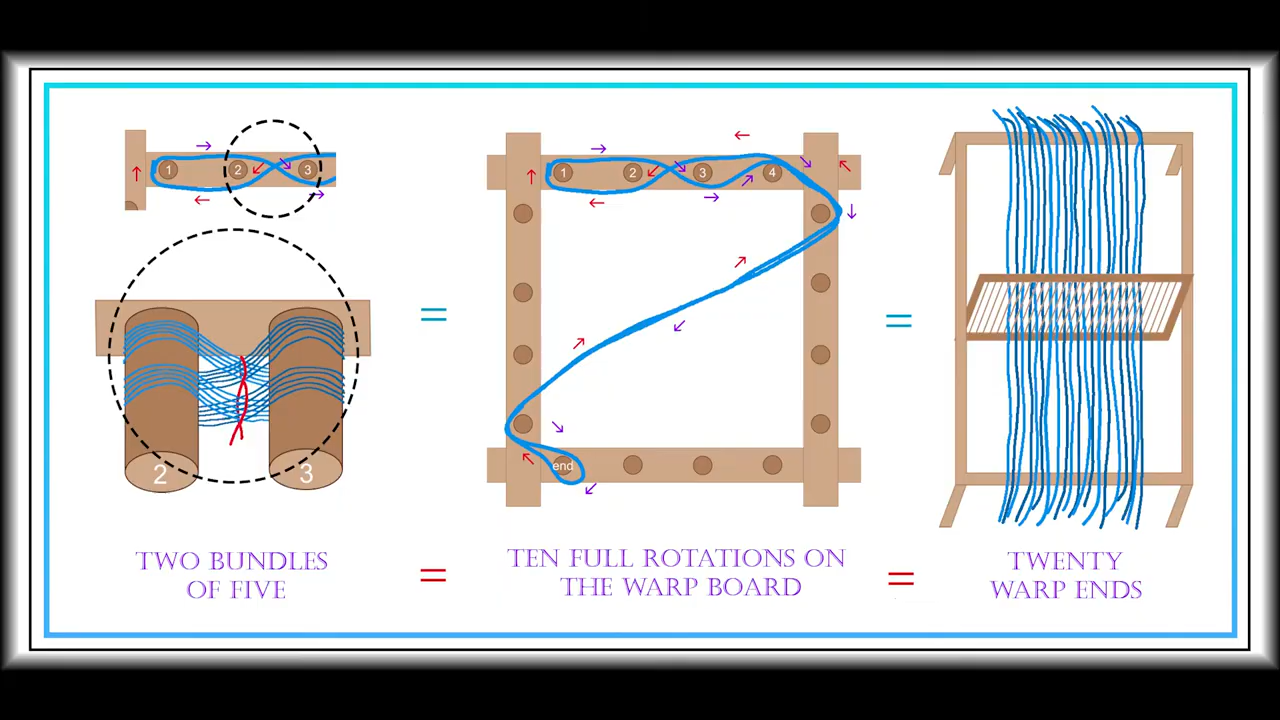 1 2 3
2 3
=
1 2 3 4
end
=
TWO BUNDLES
OF FIVE
=
TEN FULL ROTATIONS ON
THE WARP BOARD
=
TWENTY
WARP ENDS